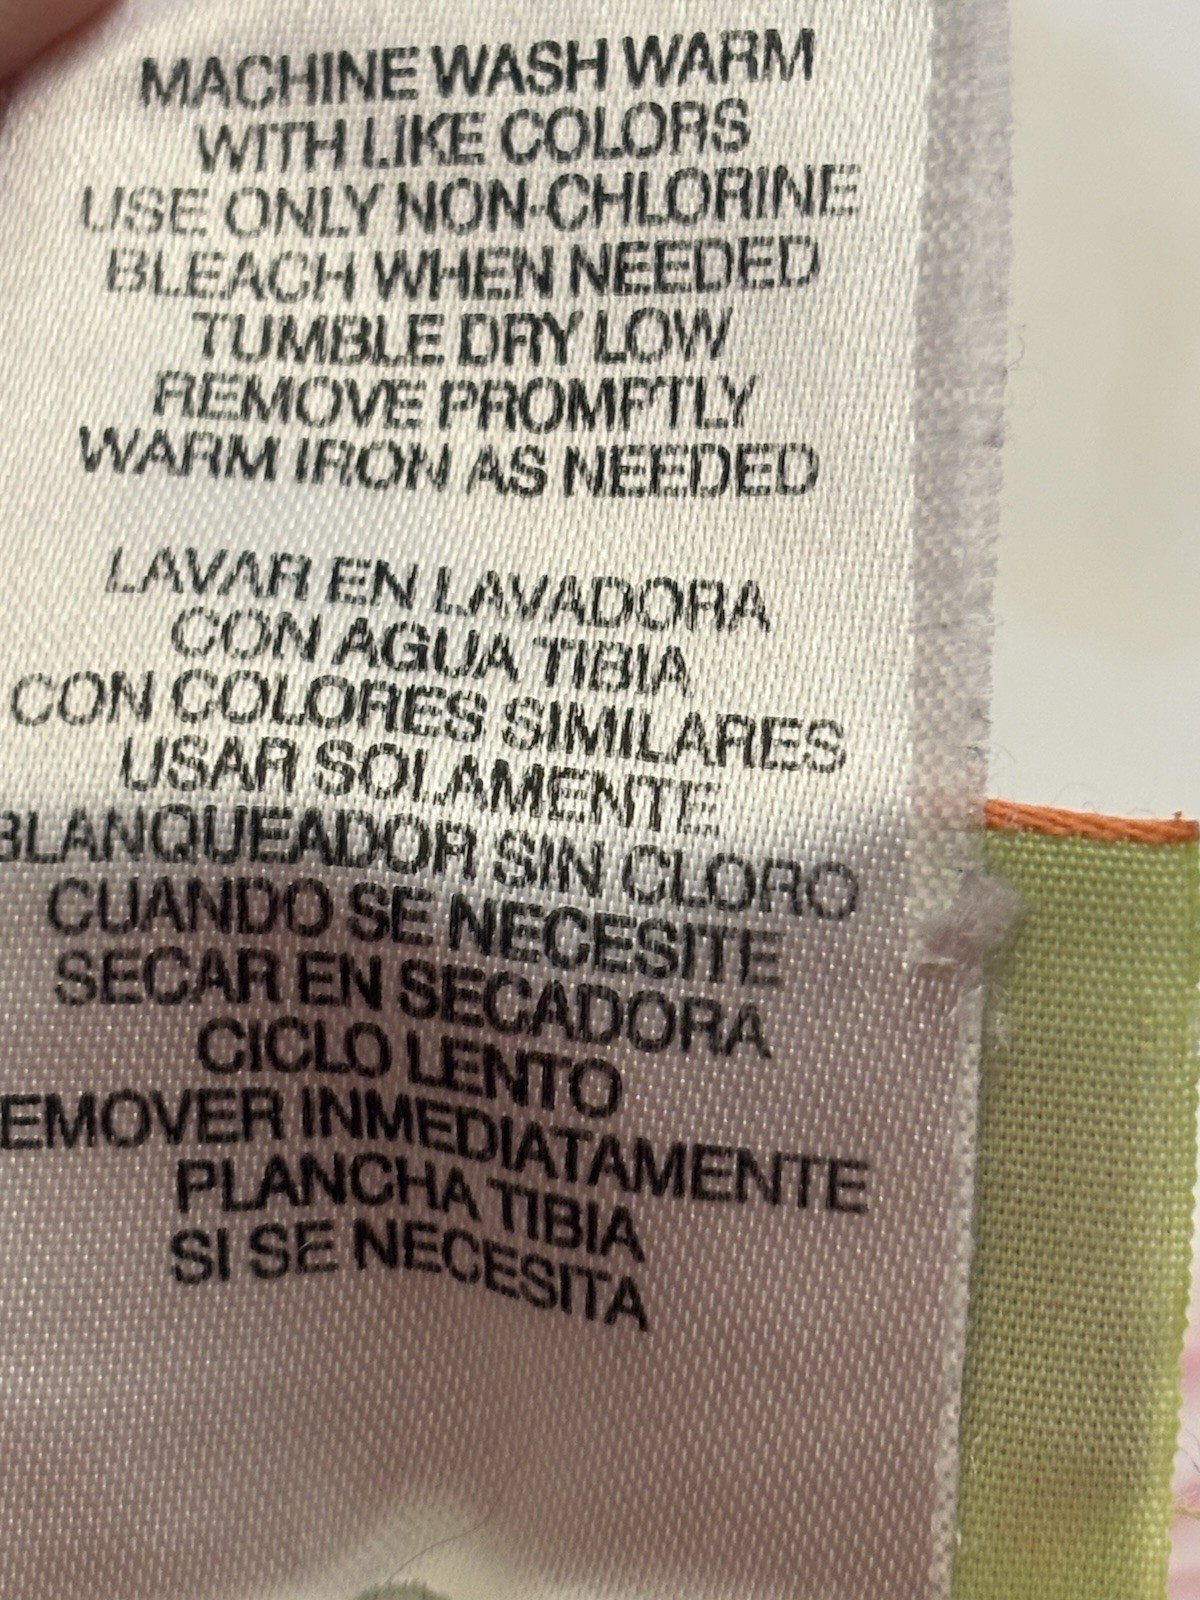 MACHINE WASH WARM
WITH LIKE COLORS
USE ONLY NON-CHLORINE
BLEACH WHEN NEEDED
TUMBLE DRY LOW
REMOVE PROMPTLY
WARM IRON AS NEEDED
LAVAR EN LAVADORA
CON AGUA TIBIA
CON COLORES SIMILARES
USAR SOLAMENTE
BLANQUEADOR SIN CLORO
CUANDO SE NECESITE
SECAR EN SECADORA
CICLO LENTO
EMOVER INMEDIATAMENTE
PLANCHA TIBIA
SI SE NECESITA